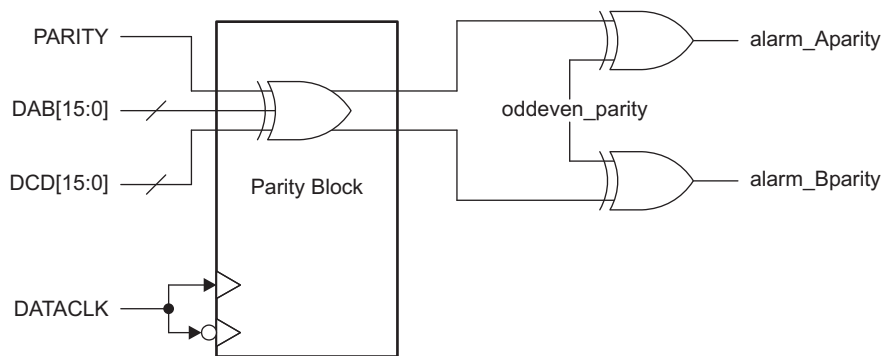 PARITY
alarm_Aparity
DAB[15:0]
oddeven_parity
DCD[15:0]
Parity Block
alarm_Bparity
DATACLK